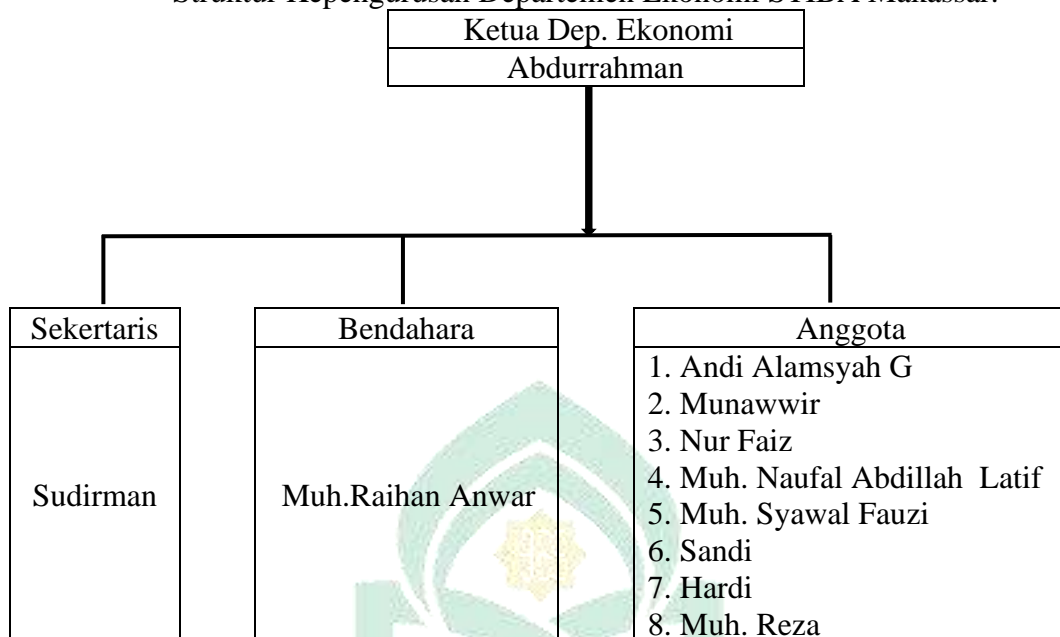 Struktur Kepengurusan Departemen Ekonomi STIBA Makassar.
Ketua Dep. Ekonomi
Abdurrahman
Sekertaris
Sudirman
Bendahara
Muh.Raihan Anwar
Anggota
1. Andi Alamsyah G
2. Munawwir
3. Nur Faiz
4. Muh. Naufal Abdillah Latif
5. Muh. Syawal Fauzi
6. Sandi
7. Hardi
8. Muh. Reza